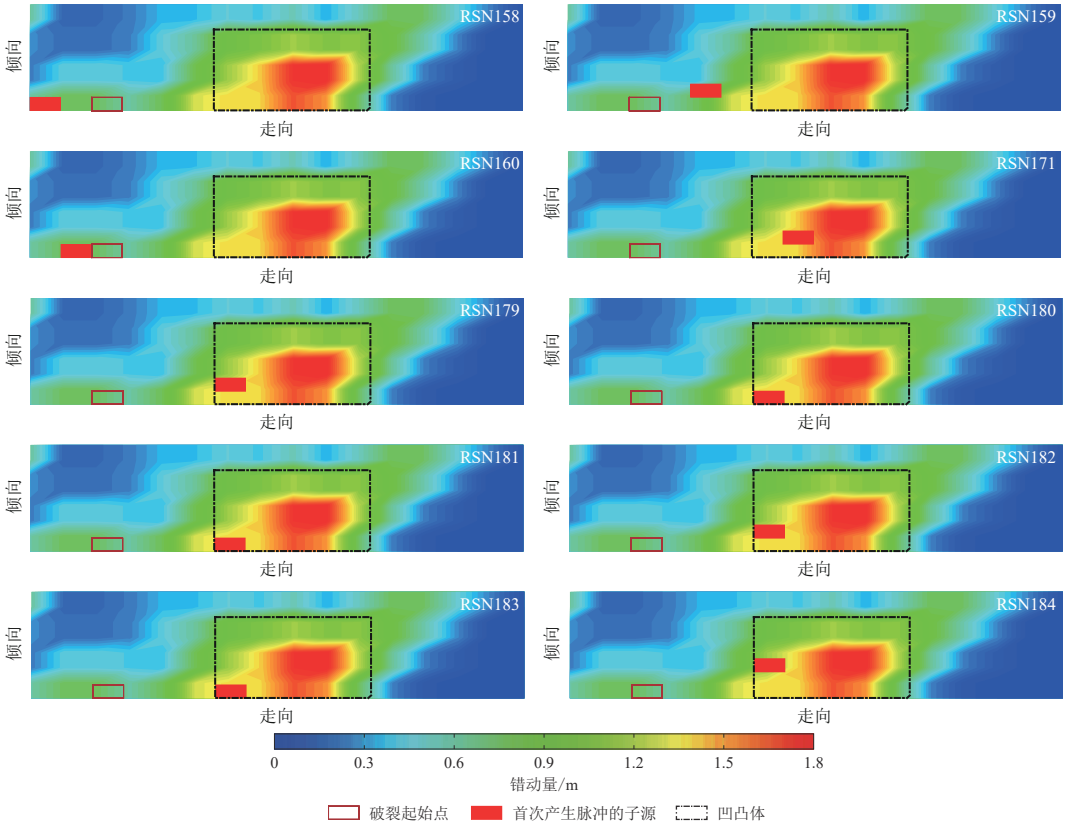 RSN158 RSN159
倾向 倾向
走向 走向
RSN160 RSN171
倾向 倾向
走向 走向
RSN179 RSN180
倾向 倾向
走向 走向
RSN181 RSN182
倾向 倾向
走向 走向
RSN183 RSN184
倾向 倾向
走向 走向
0 0.3 0.6 0.9 1.2 1.5 1.8
错动量/m
破裂起始点 首次产生脉冲的子源 凹凸体